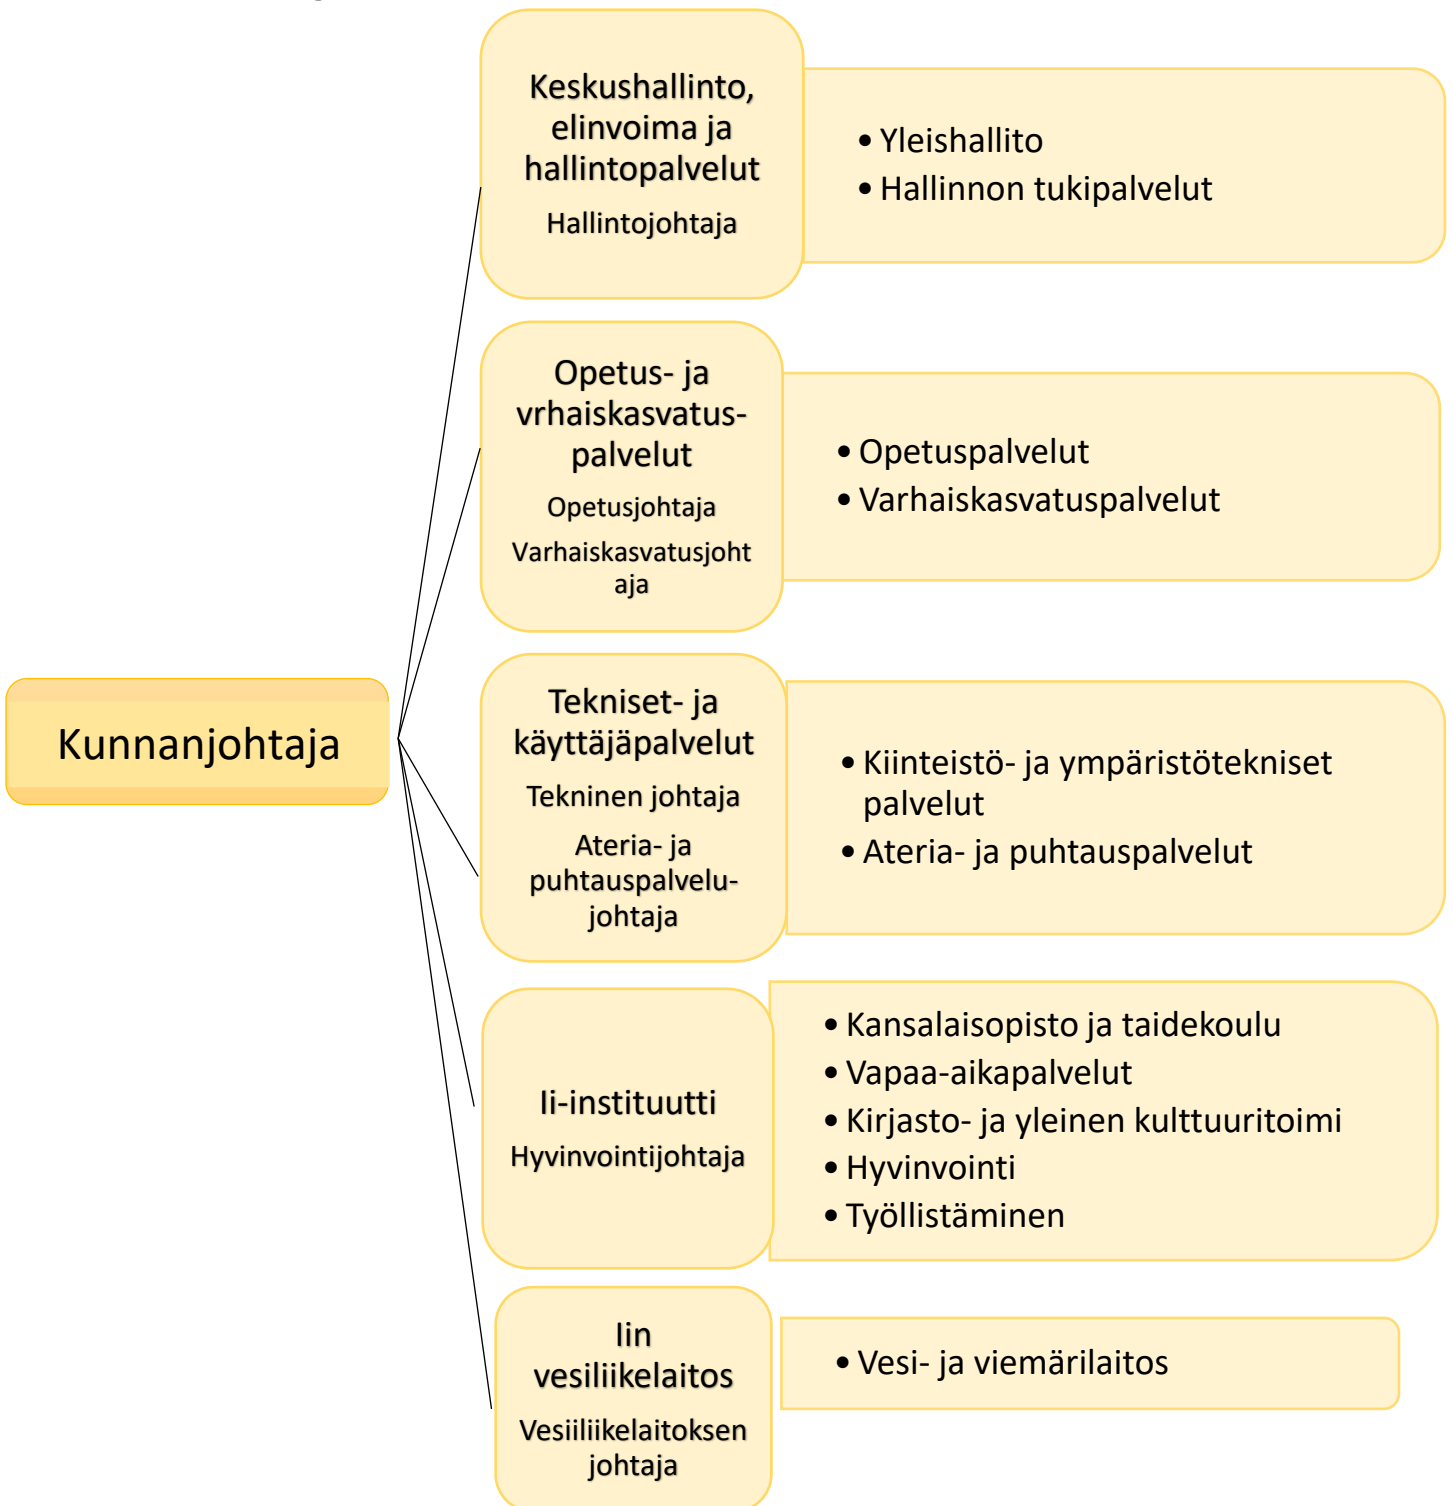 Keskushallinto,
elinvoima ja
hallintopalvelut
Hallintojohtaja
• Yleishallito
• Hallinnon tukipalvelut
Opetus- ja
vrhaiskasvatus-
palvelut
Opetusjohtaja
Varhaiskasvatusjoht
aja
• Opetuspalvelut
• Varhaiskasvatuspalvelut
Kunnanjohtaja
Tekniset- ja
käyttäjäpalvelut
Tekninen johtaja
Ateria- ja
puhtauspalvelu-
johtaja
• Kiinteistö- ja ympäristötekniset
palvelut
• Ateria- ja puhtauspalvelut
Ii-instituutti
Hyvinvointijohtaja
• Kansalaisopisto ja taidekoulu
• Vapaa-aikapalvelut
• Kirjasto- ja yleinen kulttuuritoimi
• Hyvinvointi
• Työllistäminen
Iin
vesiliikelaitos
Vesiiliikelaitoksen
johtaja
• Vesi- ja viemärilaitos